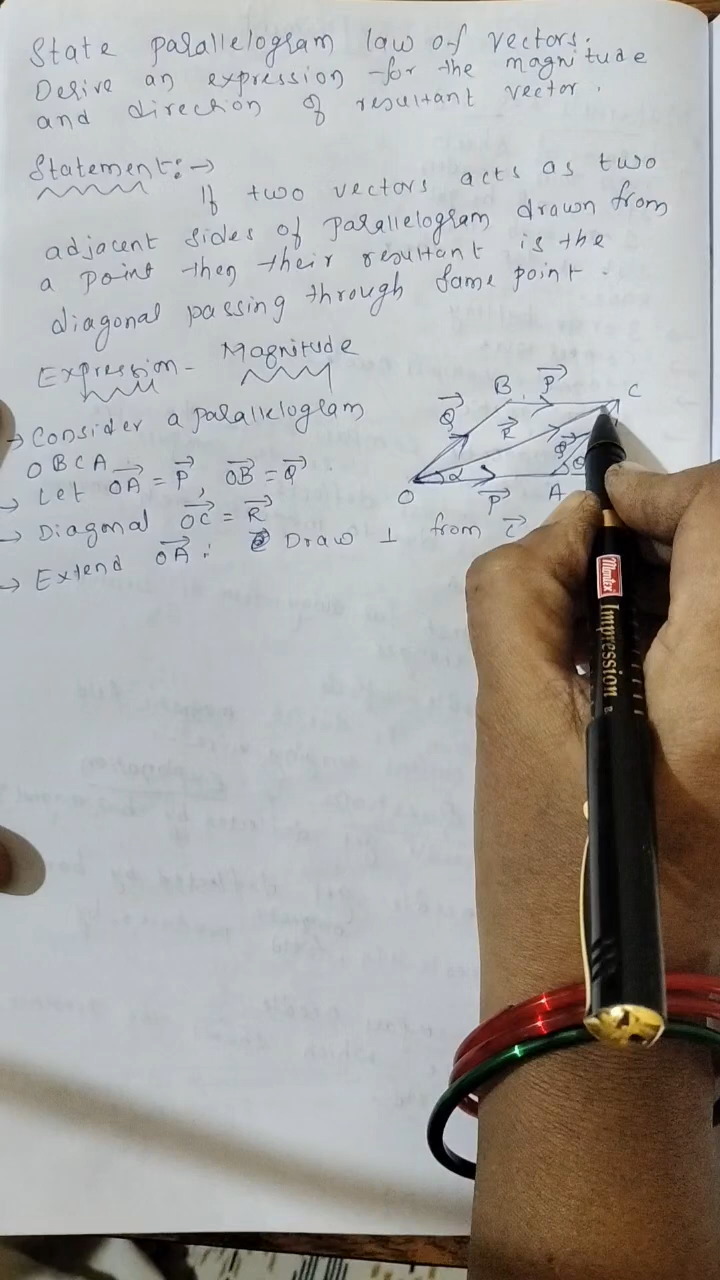 State parallelogram law of vectors.
Derive an expression for the magnitude
and direction of resultant vector.
Statement:→
If two vectors acts as two
adjacent sides of parallelogram drawn from
a point then their resultant is the
diagonal passing through same point.
Expression- Magnitude
→ Consider a parallelogram
OBCA
→ Let OA⃗ = P⃗, OB⃗ = Q⃗
→ Diagonal OC⃗ = R⃗
→ Extend OA⃗. Draw ⊥ from C⃗
B P⃗ C
Q⃗ R⃗ Q⃗ θ
O α P⃗ A
Montex
Impression